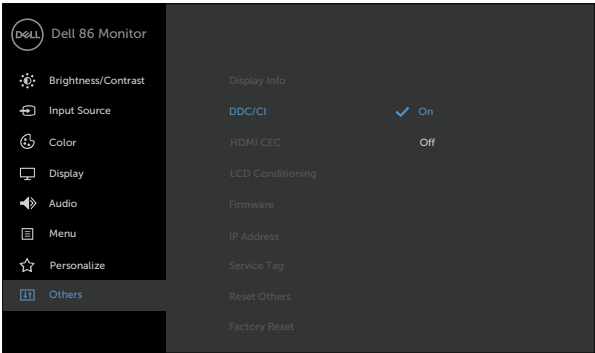 DELL Dell 86 Monitor
Brightness/Contrast
Input Source
Color
Display
Audio
Menu
Personalize
Others
Display Info
DDC/CI On
HDMI CEC Off
LCD Conditioning
Firmware
IP Address
Service Tag
Reset Others
Factory Reset